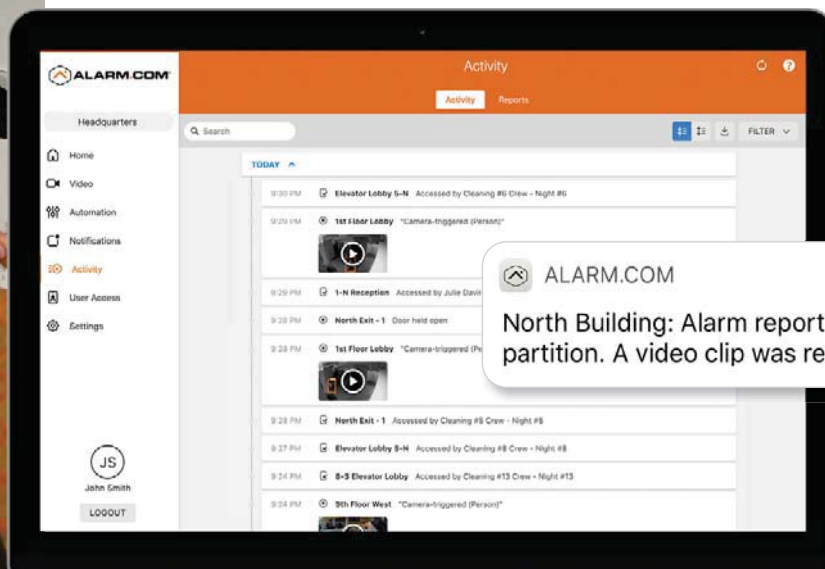 ALARM.COM
Activity
Activity Reports
Headquarters
Home
Video
Automation
Notifications
Activity
User Access
Settings
JS
John Smith
LOGOUT
Search
FILTER
TODAY
9:30 PM Elevator Lobby 5-N Accessed by Cleaning #6 Crew - Night #6
9:29 PM 1st Floor Lobby "Camera-triggered (Person)"
9:29 PM 1-N Reception Accessed by Julie Davi
9:28 PM North Exit - 1 Door held open
9:28 PM 1st Floor Lobby "Camera-triggered (Pe
9:28 PM North Exit - 1 Accessed by Cleaning #5 Crew - Night #5
9:27 PM Elevator Lobby 5-N Accessed by Cleaning #8 Crew - Night #8
9:24 PM 8-S Elevator Lobby Accessed by Cleaning #13 Crew - Night #13
9:24 PM 9th Floor West "Camera-triggered (Person)"
ALARM.COM
North Building: Alarm report
partition. A video clip was re